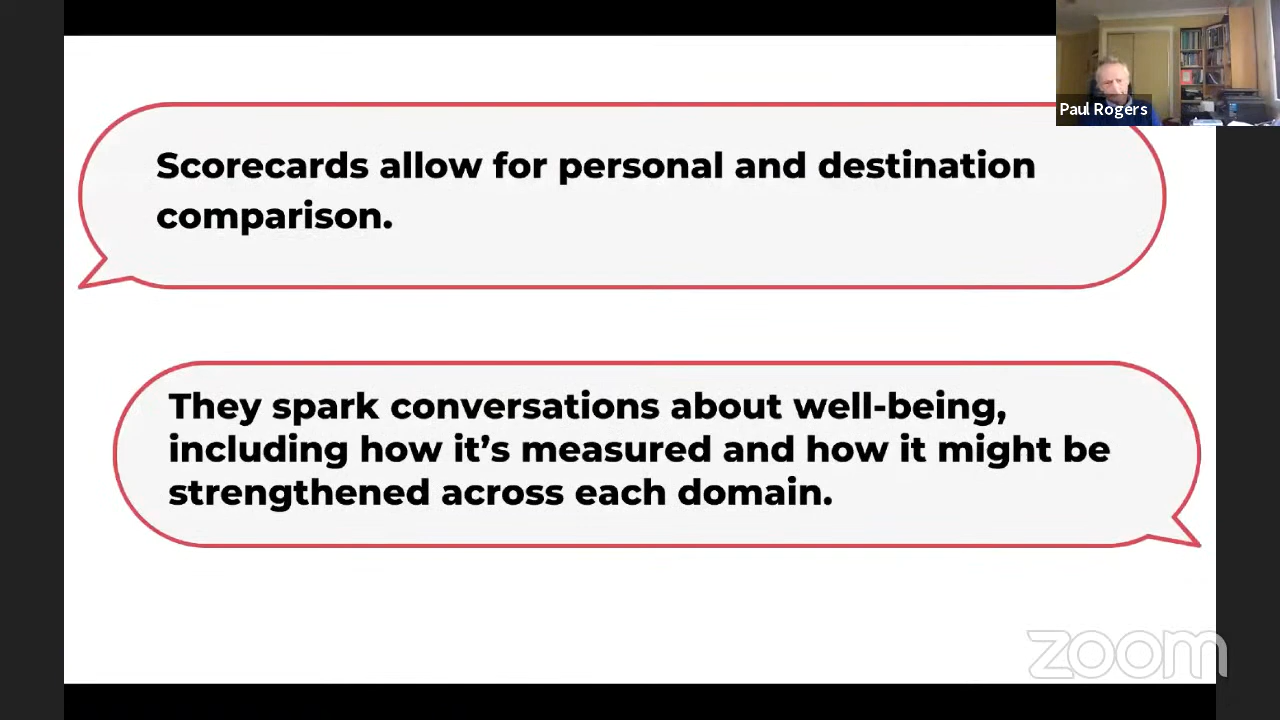 Paul Rogers
Scorecards allow for personal and destination
comparison.
They spark conversations about well-being,
including how it’s measured and how it might be
strengthened across each domain.
zoom